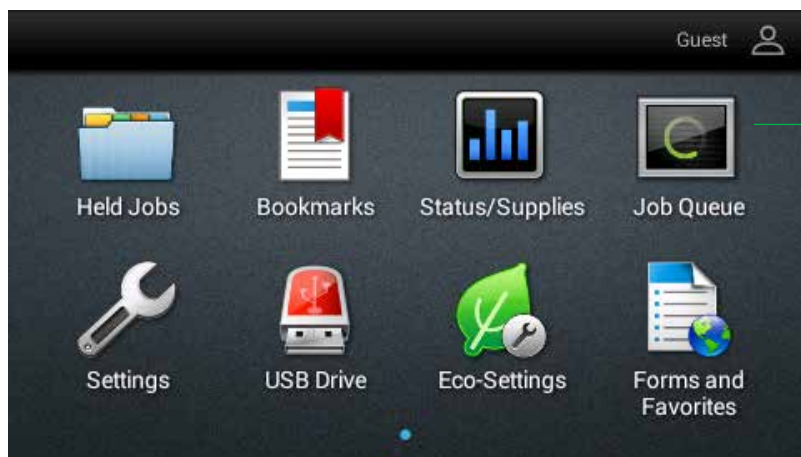 Guest
Held Jobs
Bookmarks
Status/Supplies
Job Queue
Settings
USB Drive
Eco-Settings
Forms and
Favorites